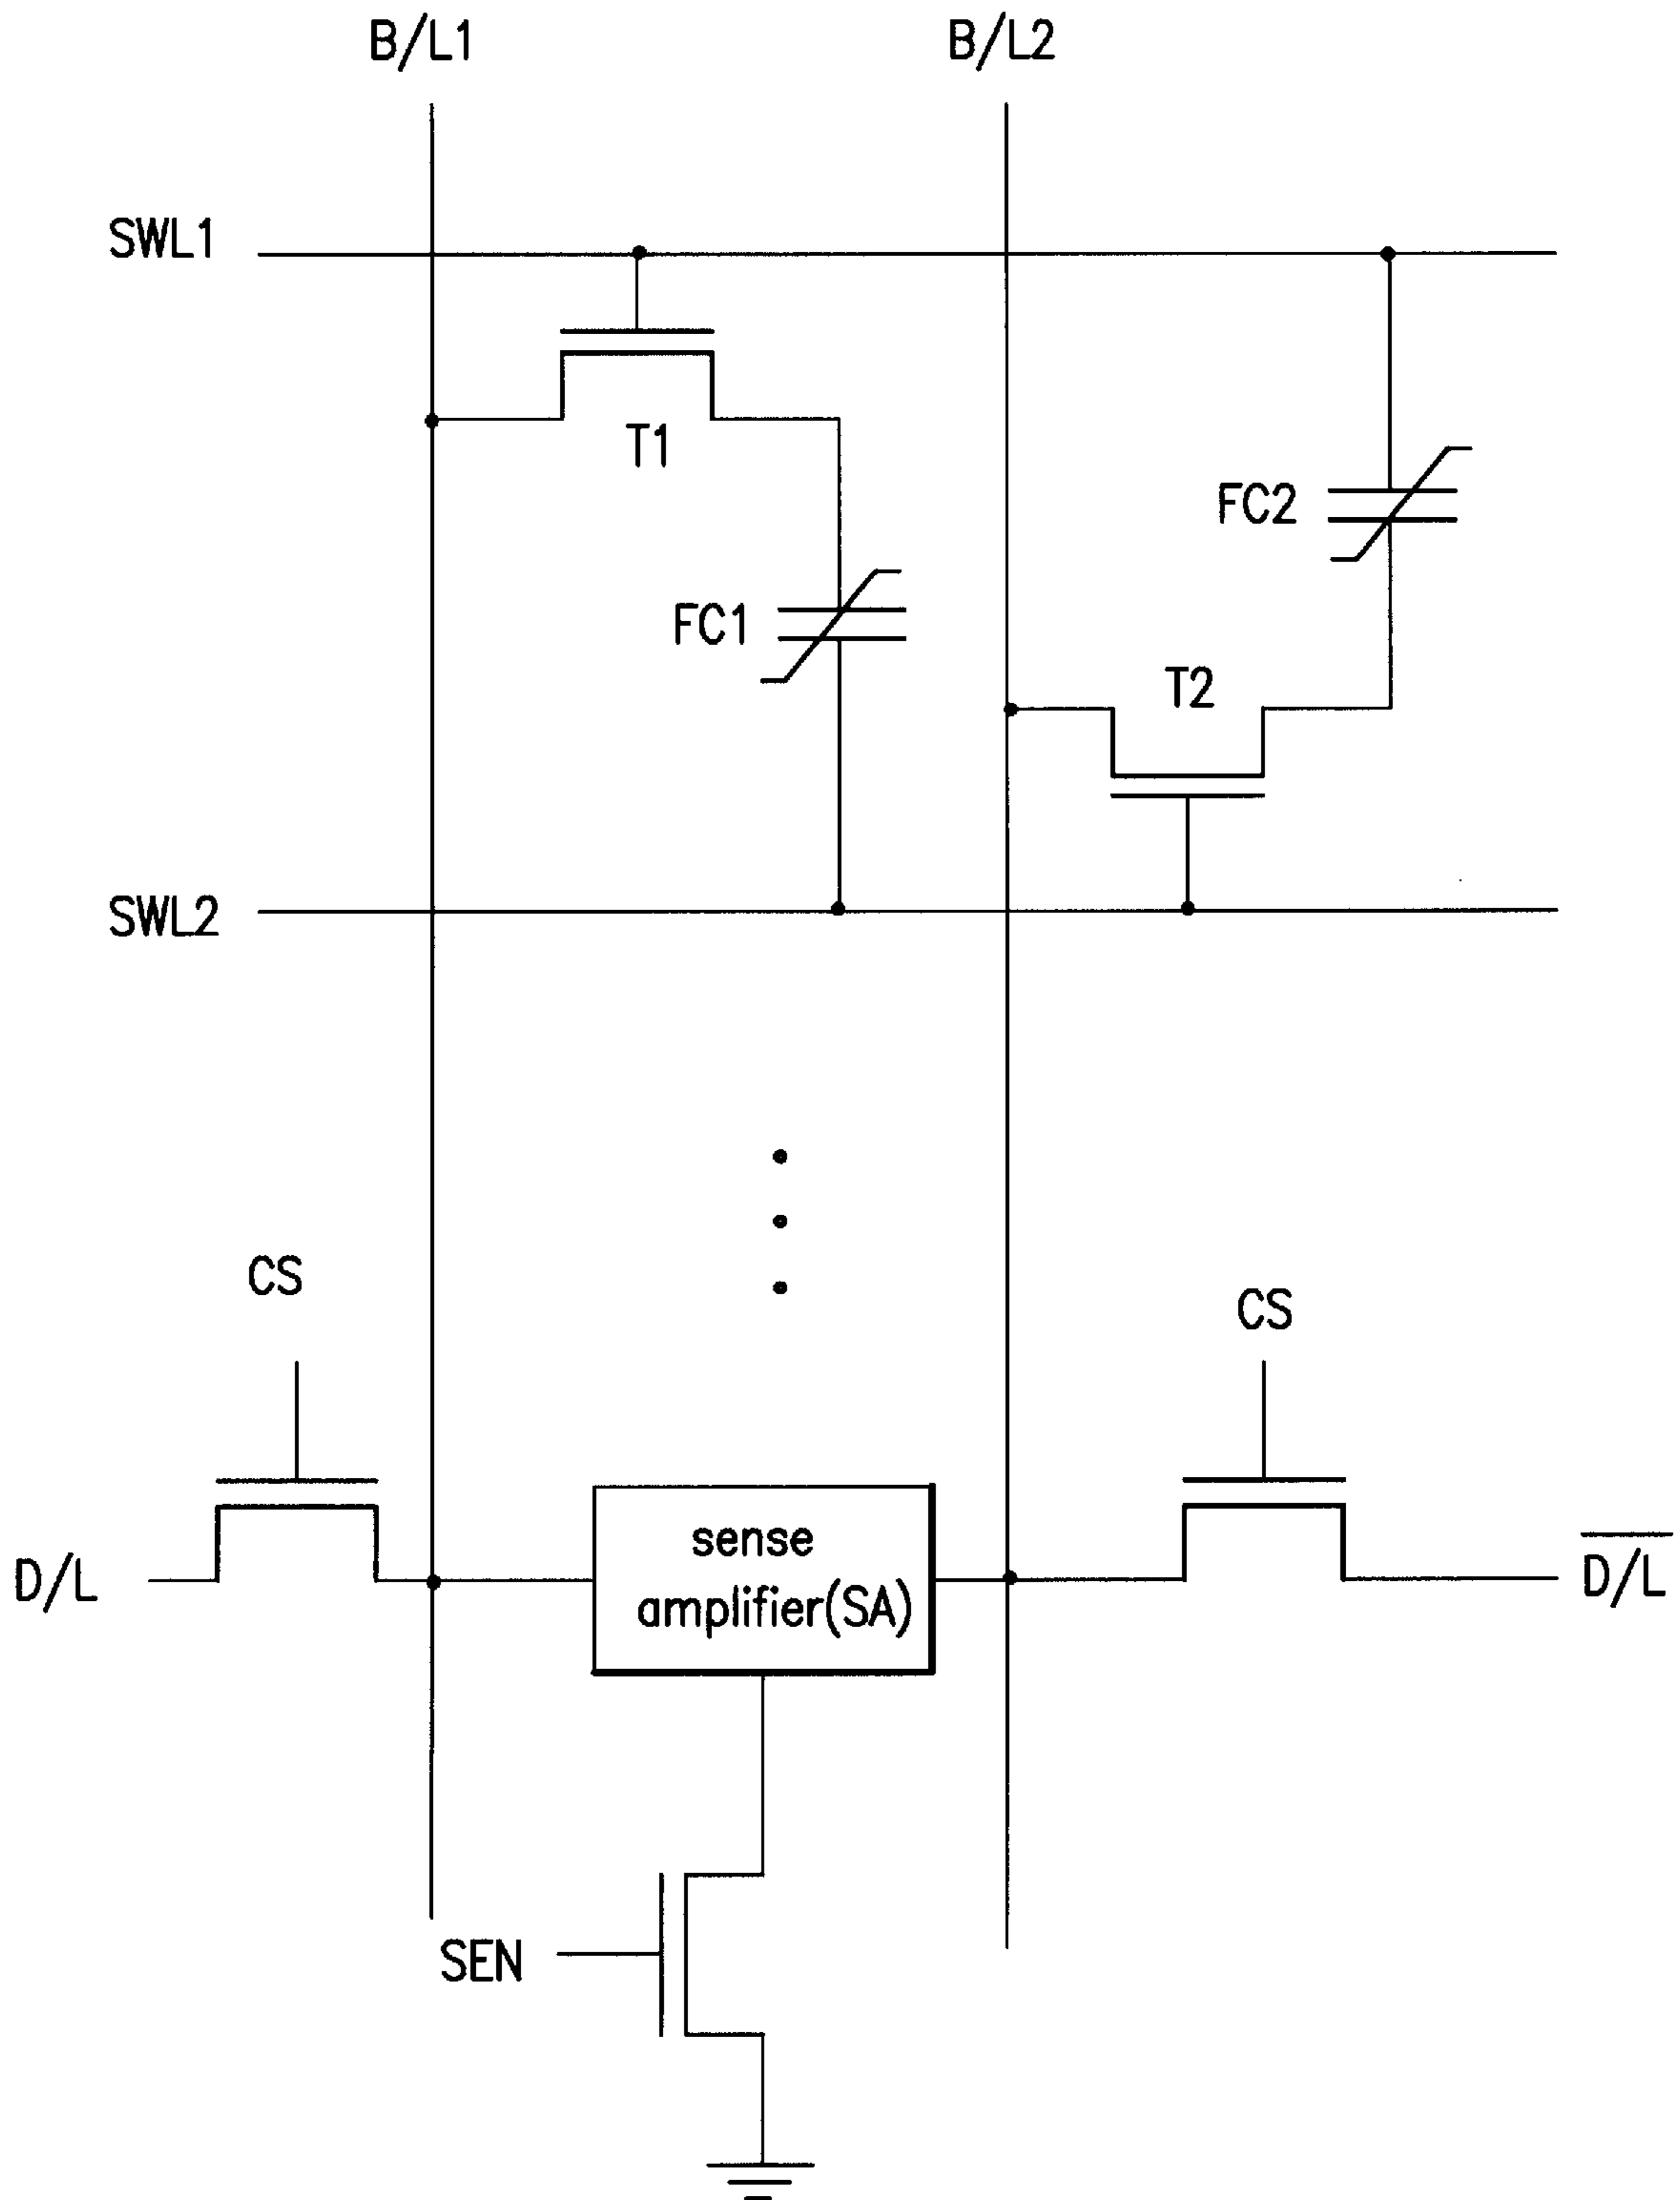 B/L1
B/L2
SWL1
T1
FC2
FC1
T2
SWL2
CS
CS
sense
amplifier(SA)
D/L
D/L
SEN